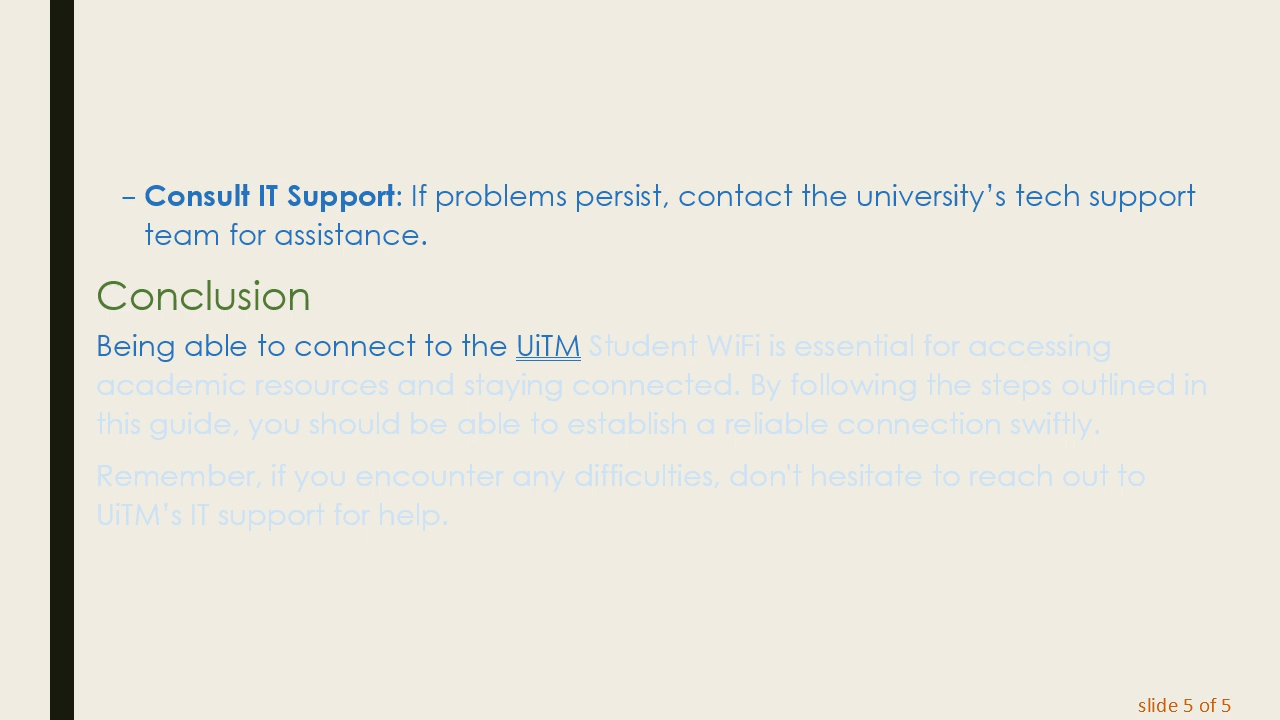 – Consult IT Support: If problems persist, contact the university’s tech support
team for assistance.
Conclusion
Being able to connect to the UiTM Student WiFi is essential for accessing
academic resources and staying connected. By following the steps outlined in
this guide, you should be able to establish a reliable connection swiftly.
Remember, if you encounter any difficulties, don't hesitate to reach out to
UiTM’s IT support for help.
slide 5 of 5